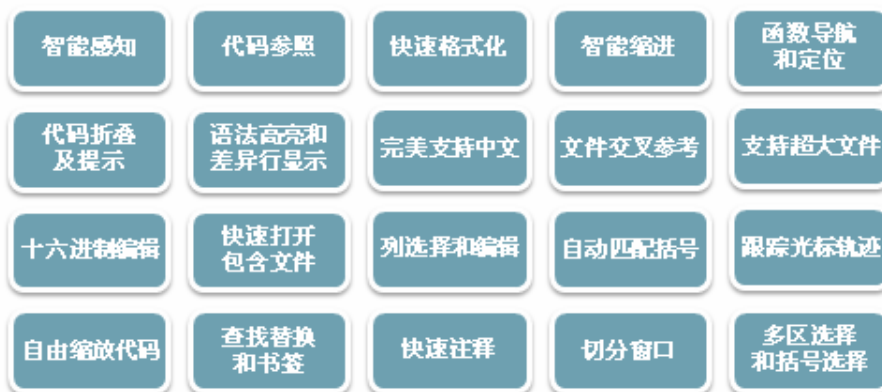 智能感知
代码参照
快速格式化
智能缩进
函数导航
和定位
代码折叠
及提示
语法高亮和
差异行显示
完美支持中文
文件交叉参考
支持超大文件
十六进制编辑
快速打开
包含文件
列选择和编辑
自动匹配括号
跟踪光标轨迹
自由缩放代码
查找替换
和书签
快速注释
切分窗口
多区选择
和括号选择